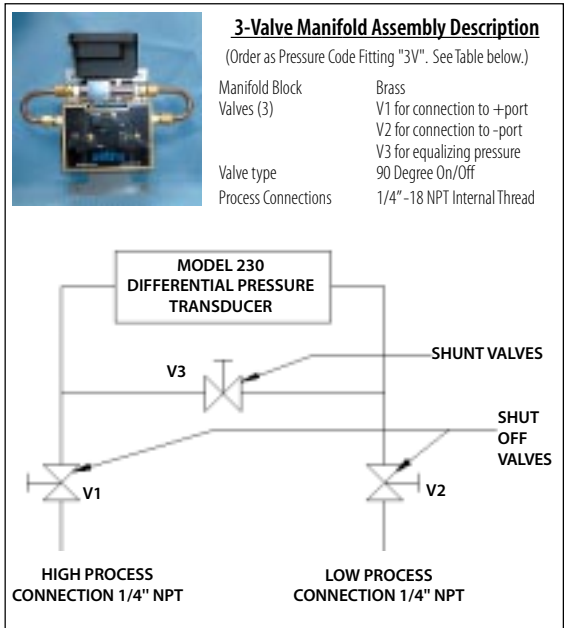 3-Valve Manifold Assembly Description
(Order as Pressure Code Fitting "3V". See Table below.)
Manifold Block Brass
Valves (3) V1 for connection to +port
V2 for connection to -port
V3 for equalizing pressure
Valve type 90 Degree On/Off
Process Connections 1/4”-18 NPT Internal Thread
MODEL 230
DIFFERENTIAL PRESSURE
TRANSDUCER
V3
SHUNT VALVES
SHUT
OFF
VALVES
V1
V2
HIGH PROCESS
CONNECTION 1/4" NPT
LOW PROCESS
CONNECTION 1/4" NPT